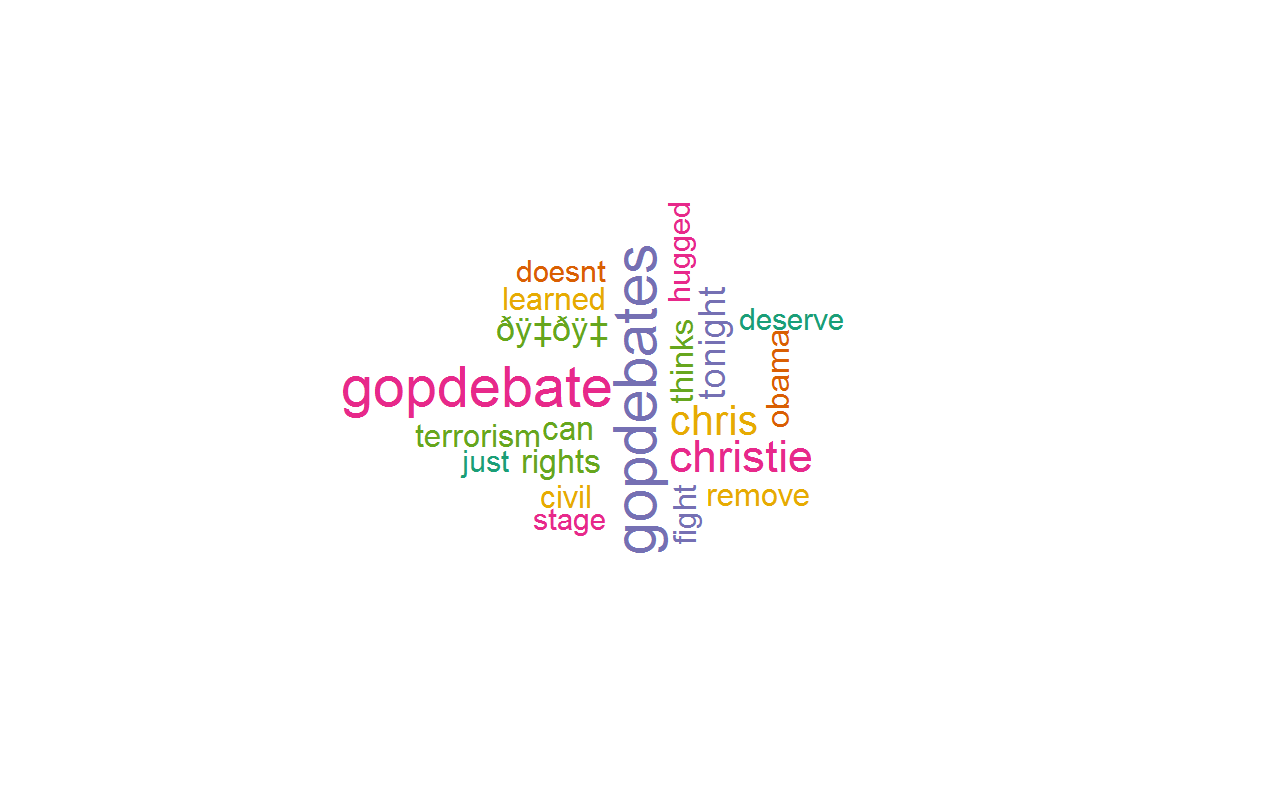 hugged
doesnt
learned
ðÿ‡ðÿ‡
gopdebates
thinks
tonight
deserve
obama
gopdebate
chris
terrorism
can
christie
just
rights
civil
stage
fight
remove